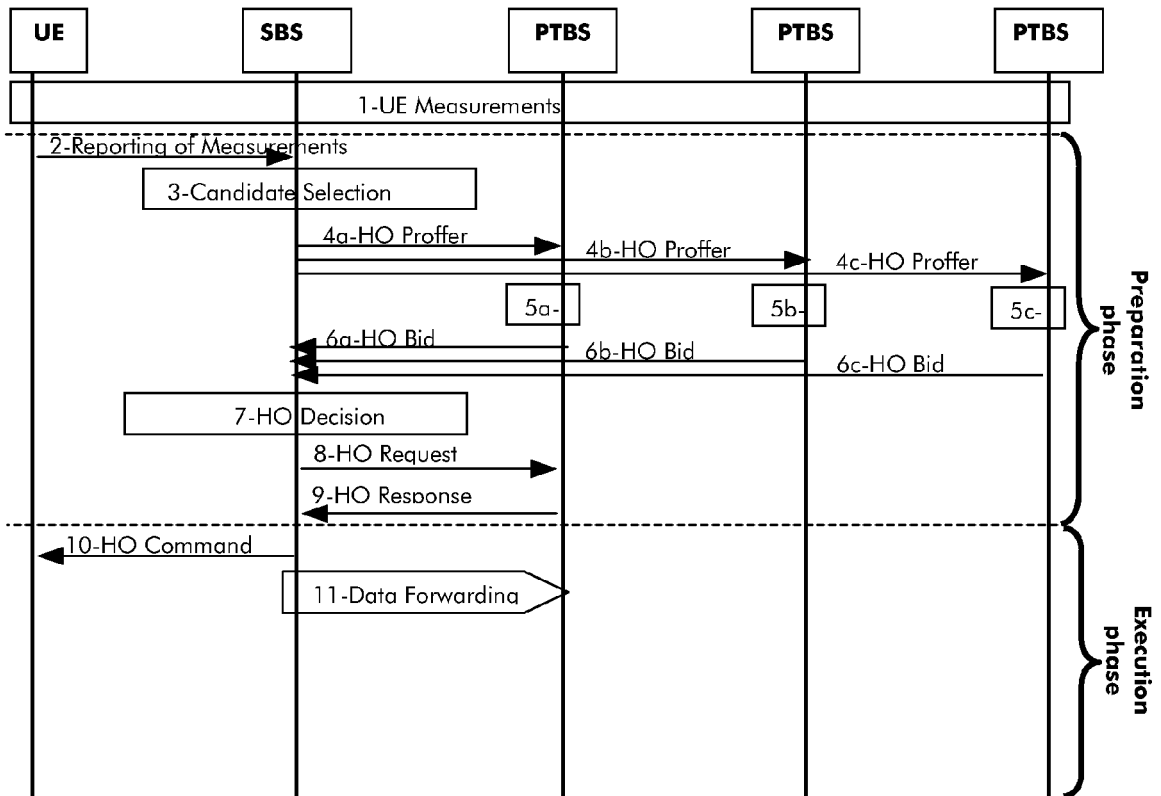 UE
SBS
PTBS
PTBS
PTBS
1-UE Measurements
2-Reporting of Measurements
3-Candidate Selection
4a-HO Proffer
4b-HO Proffer
4c-HO Proffer
5a-
5b-
5c-
6a-HO Bid
6b-HO Bid
6c-HO Bid
7-HO Decision
8-HO Request
9-HO Response
Preparation
phase
10-HO Command
11-Data Forwarding
Execution
phase